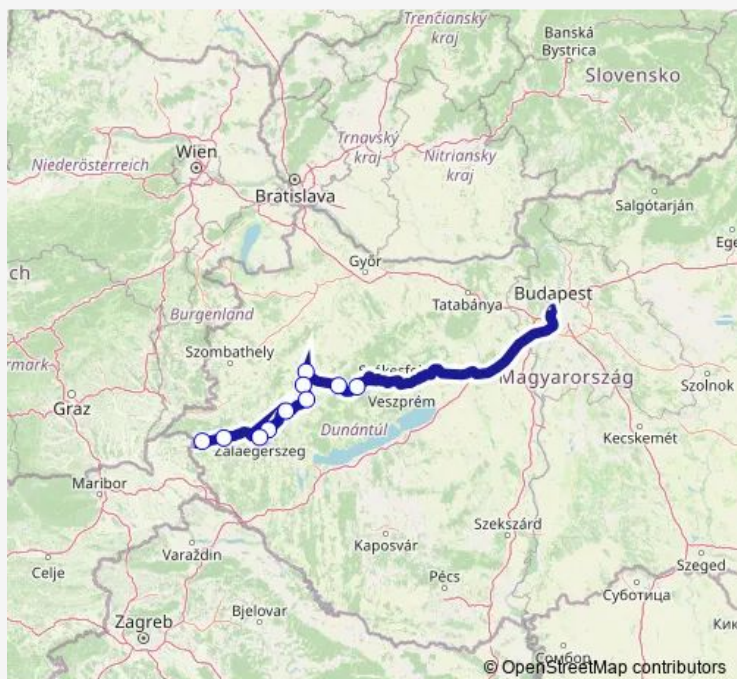 Trenčiansky
kraj
Banská
Bystrica
Slovensko
Trnavský
kraj
Nitriansky
kraj
Wien
Niederösterreich
Bratislava
Salgótarján
Győr
Tatabánya
Budapest
Burgenland
Szombathely
Graz
Veszprém
Magyarország
Szolnok
Dunántúl
Zalaegerszeg
Kecskemét
Maribor
Szekszárd
Kaposvár
Varaždin
Celje
Pécs
Szeged
Суботица
Zagreb
Bjelovar
Сомбор
© OpenStreetMap contributors